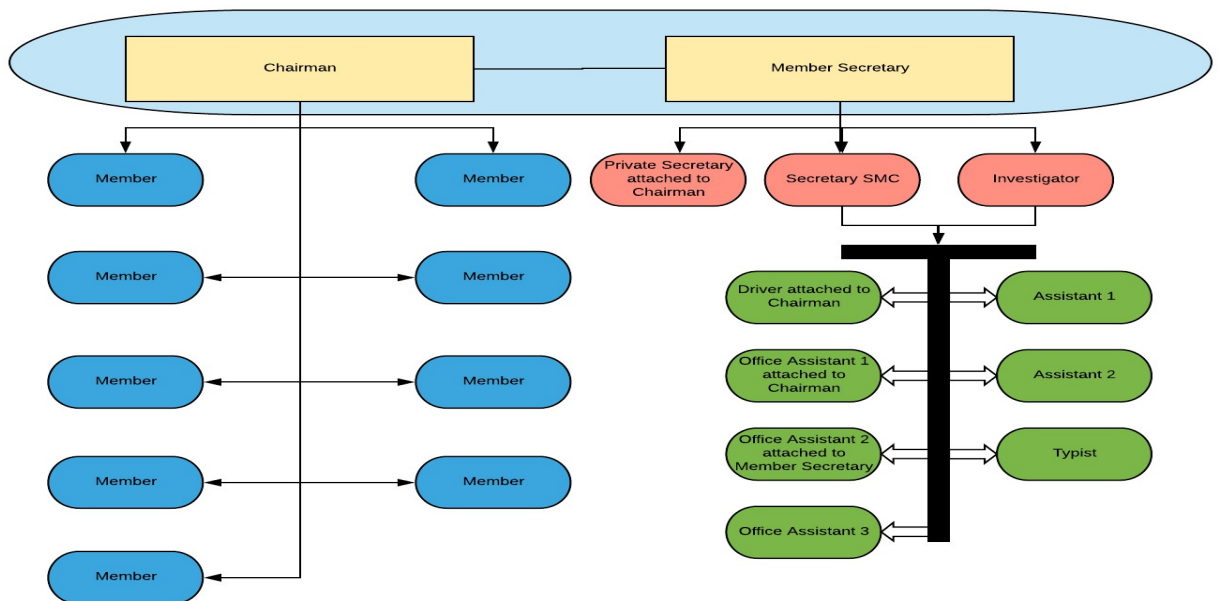 Chairman
Member Secretary
Member
Member
Private Secretary
attached to
Chairman
Secretary SMC
Investigator
Member
Member
Driver attached to
Chairman
Assistant 1
Member
Member
Office Assistant 1
attached to
Chairman
Assistant 2
Member
Member
Office Assistant 2
attached to
Member Secretary
Typist
Office Assistant 3
Member